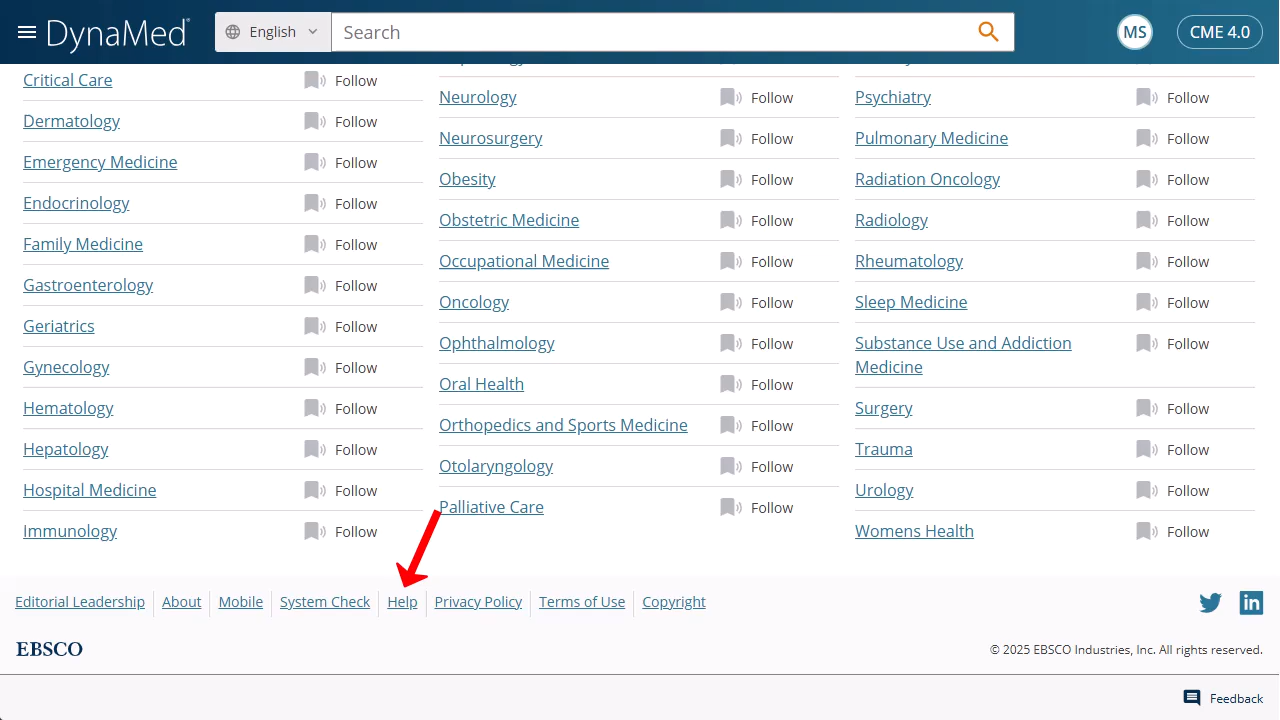 DynaMed®
English
Search
MS
CME 4.0
Critical Care Follow
Dermatology Follow
Emergency Medicine Follow
Endocrinology Follow
Family Medicine Follow
Gastroenterology Follow
Geriatrics Follow
Gynecology Follow
Hematology Follow
Hepatology Follow
Hospital Medicine Follow
Immunology Follow
Neurology Follow
Neurosurgery Follow
Obesity Follow
Obstetric Medicine Follow
Occupational Medicine Follow
Oncology Follow
Ophthalmology Follow
Oral Health Follow
Orthopedics and Sports Medicine Follow
Otolaryngology Follow
Palliative Care Follow
Psychiatry Follow
Pulmonary Medicine Follow
Radiation Oncology Follow
Radiology Follow
Rheumatology Follow
Sleep Medicine Follow
Substance Use and Addiction Follow
Medicine
Surgery Follow
Trauma Follow
Urology Follow
Womens Health Follow
Editorial Leadership About Mobile System Check Help Privacy Policy Terms of Use Copyright
EBSCO
© 2025 EBSCO Industries, Inc. All rights reserved.
Feedback